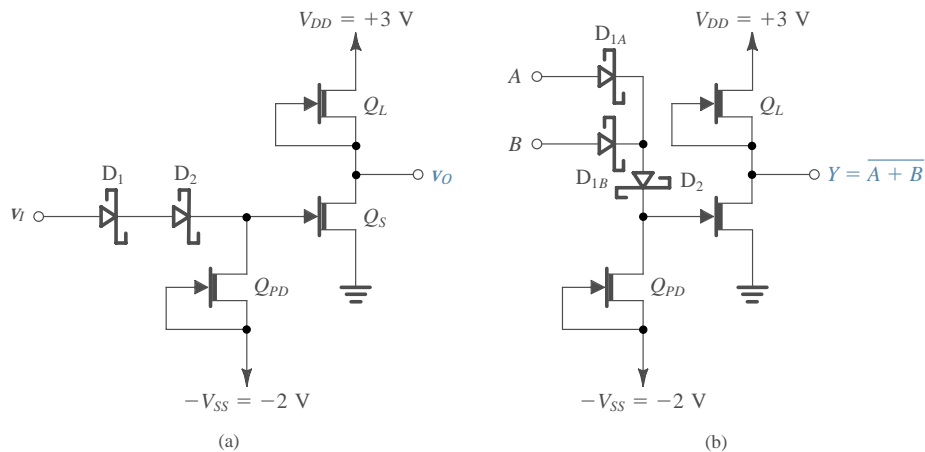 V_DD = +3 V
Q_L
D_1
D_2
v_I
v_O
Q_S
Q_PD
−V_SS = −2 V
(a)
V_DD = +3 V
D_1A
A
Q_L
B
D_1B
D_2
Y = \overline{A + B}
Q_PD
−V_SS = −2 V
(b)